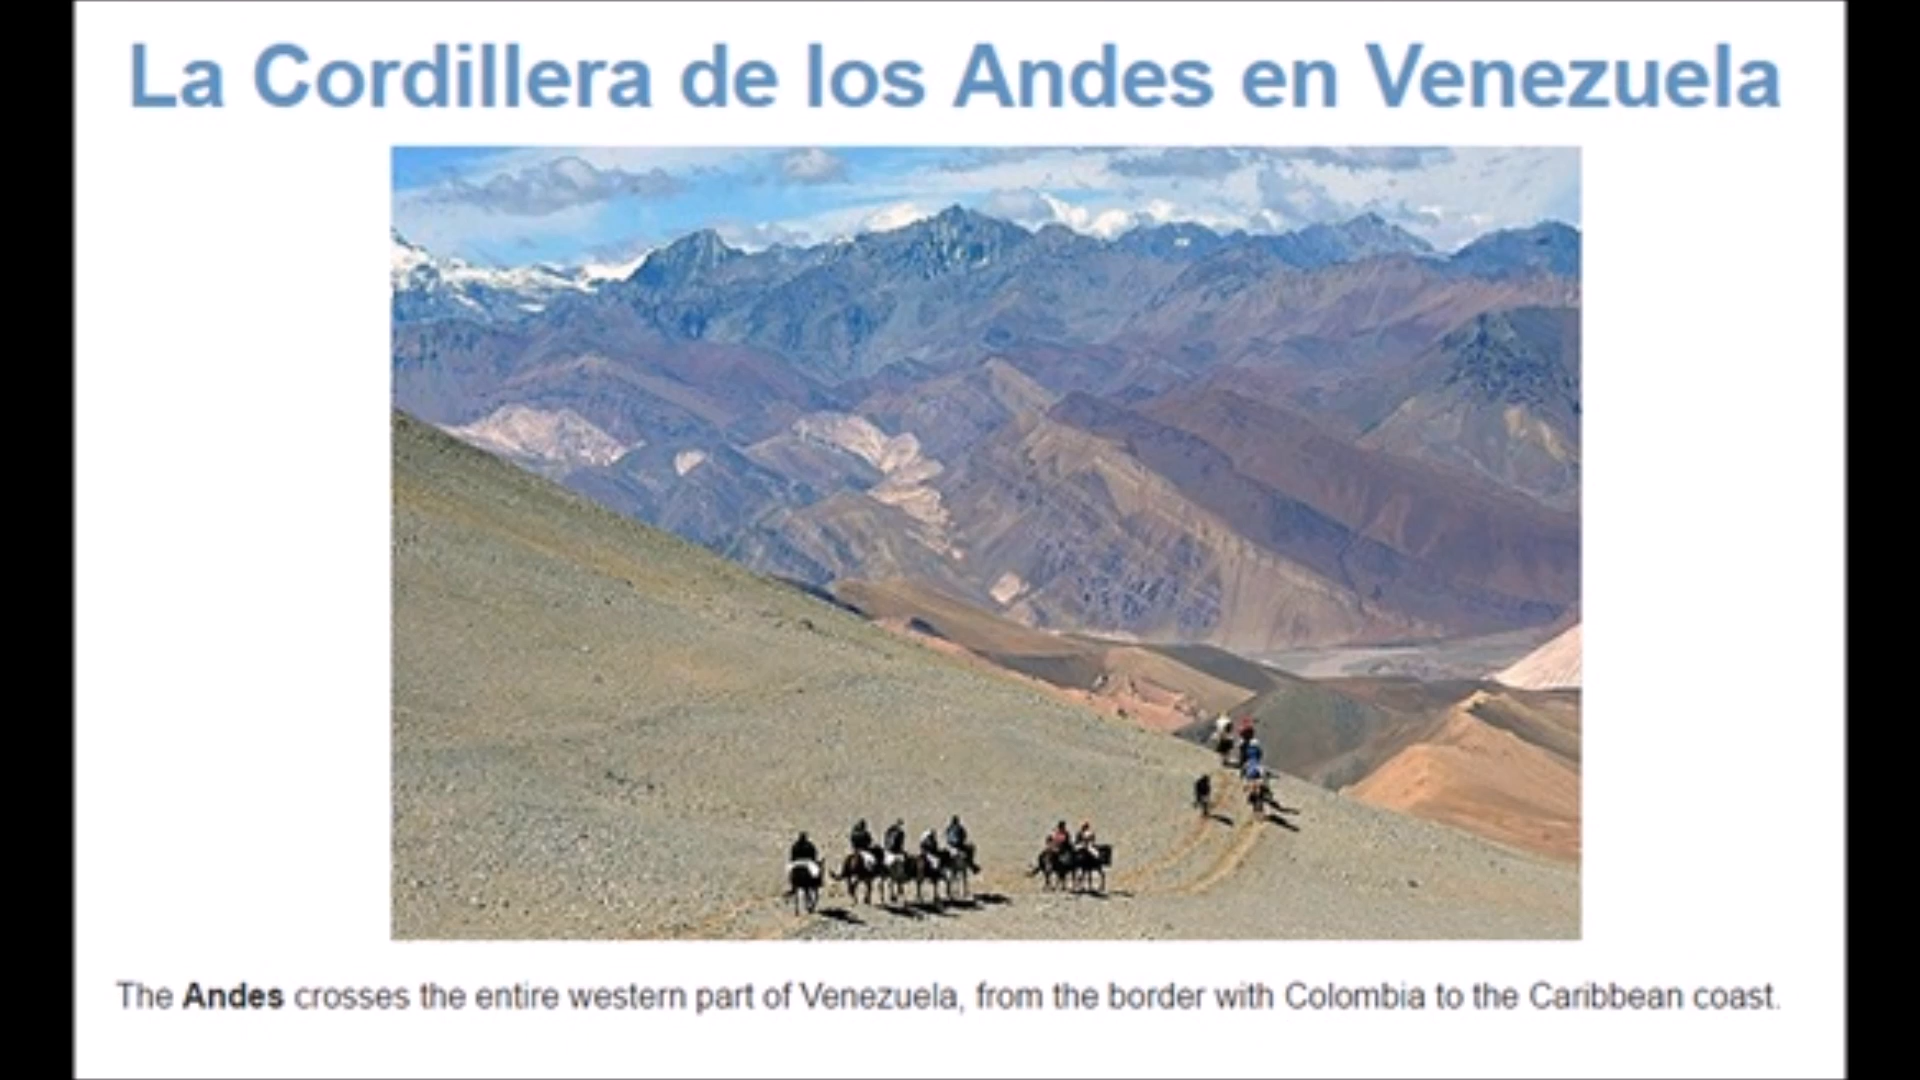 La Cordillera de los Andes en Venezuela
The Andes crosses the entire western part of Venezuela, from the border with Colombia to the Caribbean coast.